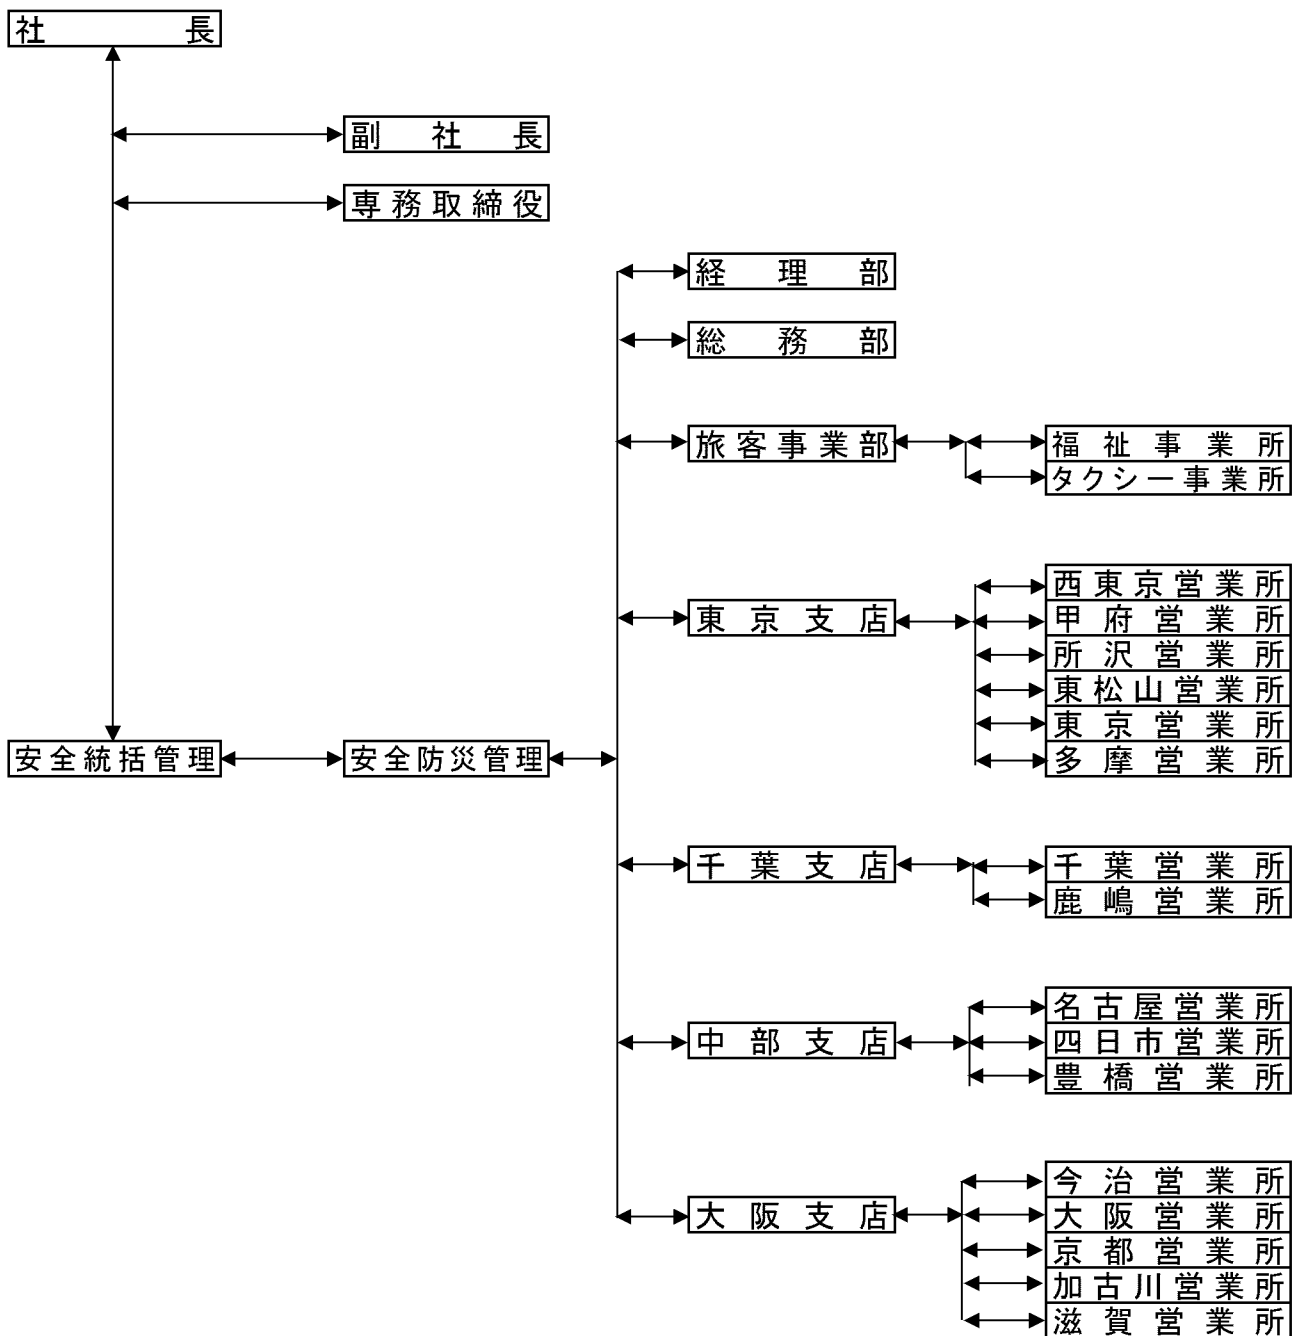 社長
副社長
専務取締役
経理部
総務部
旅客事業部
福祉事業所
タクシー事業所
東京支店
西東京営業所
甲府営業所
所沢営業所
東松山営業所
東京営業所
多摩営業所
安全統括管理
安全防災管理
千葉支店
千葉営業所
鹿嶋営業所
中部支店
名古屋営業所
四日市営業所
豊橋営業所
大阪支店
今治営業所
大阪営業所
京都営業所
加古川営業所
滋賀営業所